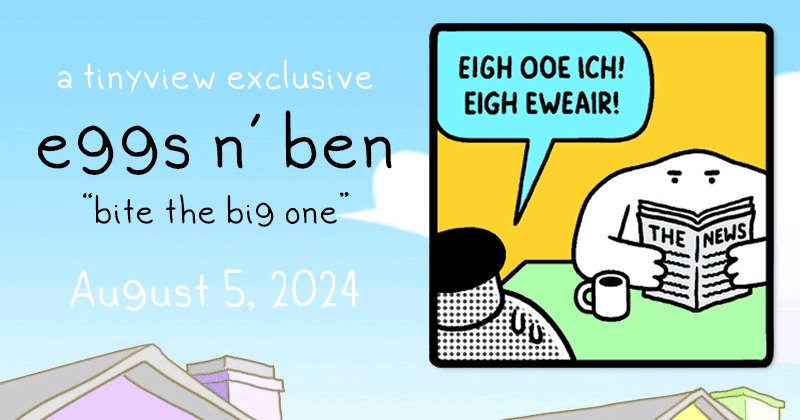 a tinyview exclusive
eggs n' ben
"bite the big one"
August 5, 2024
EIGH OOE ICH!
EIGH EWEAIR!
THE NEWS